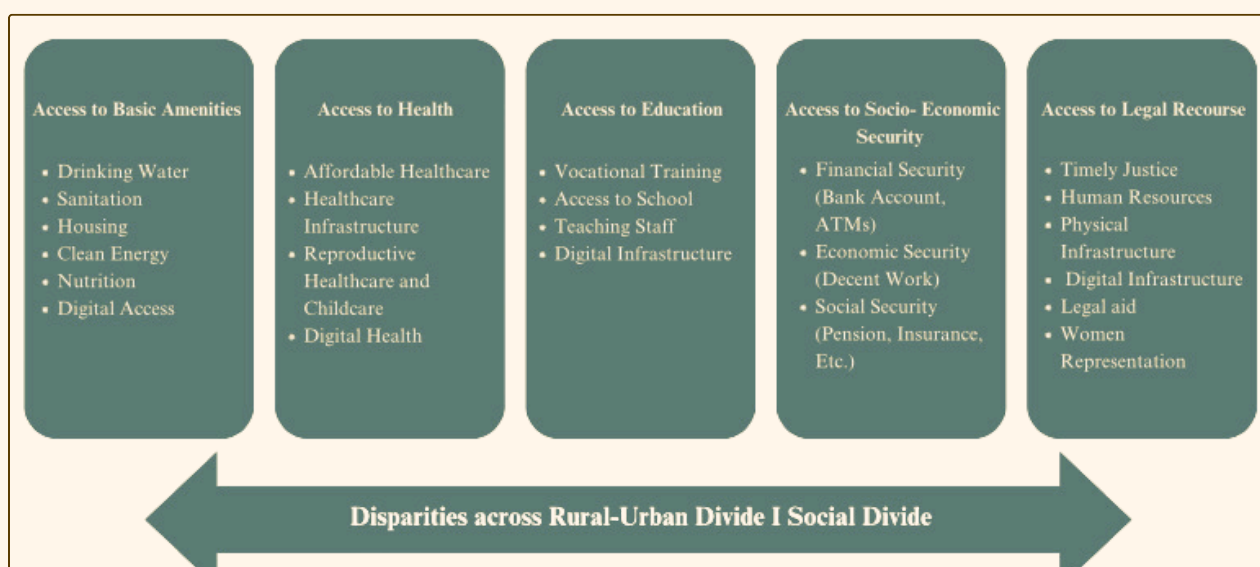 Access to Basic Amenities
• Drinking Water
• Sanitation
• Housing
• Clean Energy
• Nutrition
• Digital Access
Access to Health
• Affordable Healthcare
• Healthcare
Infrastructure
• Reproductive
Healthcare and
Childcare
• Digital Health
Access to Education
• Vocational Training
• Access to School
• Teaching Staff
• Digital Infrastructure
Access to Socio- Economic
Security
• Financial Security
(Bank Account,
ATMs)
• Economic Security
(Decent Work)
• Social Security
(Pension, Insurance,
Etc.)
Access to Legal Recourse
• Timely Justice
• Human Resources
• Physical
Infrastructure
• Digital Infrastructure
• Legal aid
• Women
Representation
Disparities across Rural-Urban Divide I Social Divide